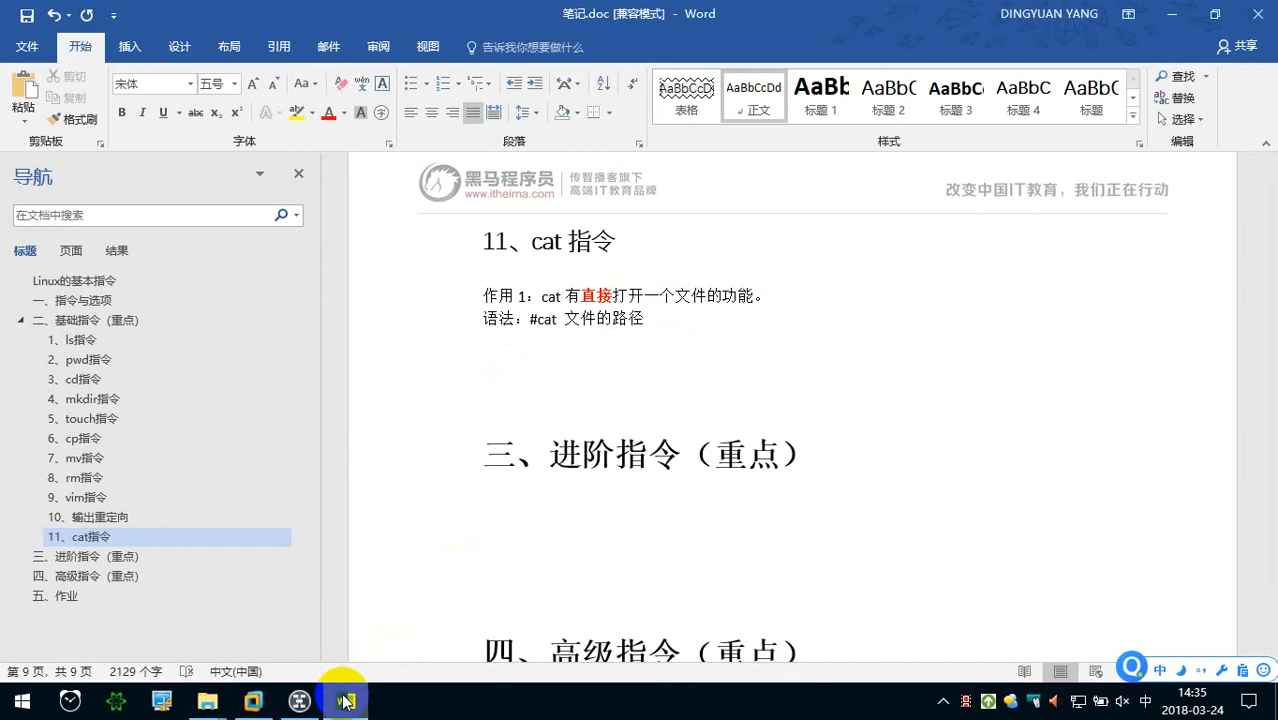 笔记.doc [兼容模式] - Word
DINGYUAN YANG
文件 开始 插入 设计 布局 引用 邮件 审阅 视图 告诉我你想要做什么 共享
粘贴
剪切
复制
格式刷
宋体 五号
Aa
剪贴板 字体 段落 样式 编辑
AaBbCcDd 表格
AaBbCcDd 正文
AaBb 标题 1
AaBbC 标题 2
AaBbC 标题 3
AaBbC 标题 4
AaBbC 标题
查找
替换
选择
导航
在文档中搜索
标题 页面 结果
Linux的基本指令
一、指令与选项
二、基础指令（重点）
1、ls指令
2、pwd指令
3、cd指令
4、mkdir指令
5、touch指令
6、cp指令
7、mv指令
8、rm指令
9、vim指令
10、输出重定向
11、cat指令
三、进阶指令（重点）
四、高级指令（重点）
五、作业
黑马程序员
www.itheima.com
传智播客旗下
高端IT教育品牌
改变中国IT教育，我们正在行动
11、cat 指令
作用 1：cat 有直接打开一个文件的功能。
语法：#cat 文件的路径
三、进阶指令（重点）
四、高级指令（重点）
第 9 页，共 9 页 2129 个字 中文(中国)
中
中
14:35
2018-03-24